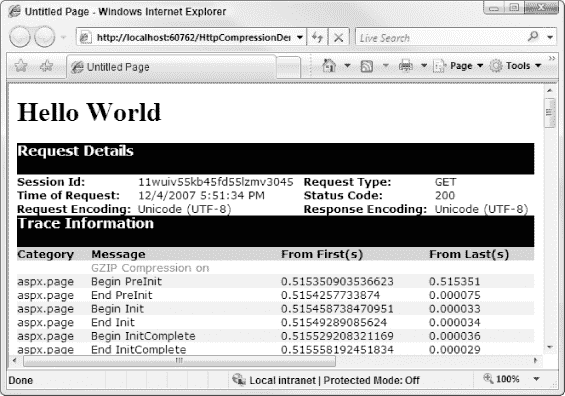 Untitled Page - Windows Internet Explorer
http://localhost:60762/HttpCompressionDer
Live Search
Untitled Page
Page
Tools
Hello World
Request Details
Session Id: 11wuiv55kb45fd55lzmv3045 Request Type: GET
Time of Request: 12/4/2007 5:51:34 PM Status Code: 200
Request Encoding: Unicode (UTF-8) Response Encoding: Unicode (UTF-8)
Trace Information
Category Message From First(s) From Last(s)
GZIP Compression on
aspx.page Begin PreInit 0.515350903536623 0.515351
aspx.page End PreInit 0.5154257733874 0.000075
aspx.page Begin Init 0.515458738470951 0.000033
aspx.page End Init 0.51549289085624 0.000034
aspx.page Begin InitComplete 0.515529208321169 0.000036
aspx.page End InitComplete 0.515558192451834 0.000029
Done
Local intranet | Protected Mode: Off
100%